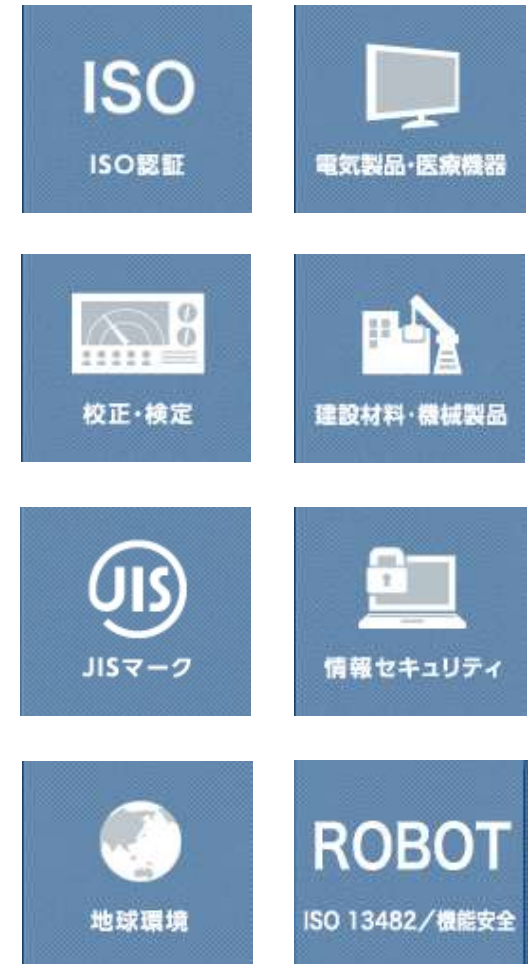 ISO
ISO認証
電気製品・医療機器
校正・検定
建設材料・機械製品
JIS
JISマーク
情報セキュリティ
地球環境
ROBOT
ISO 13482／機能安全